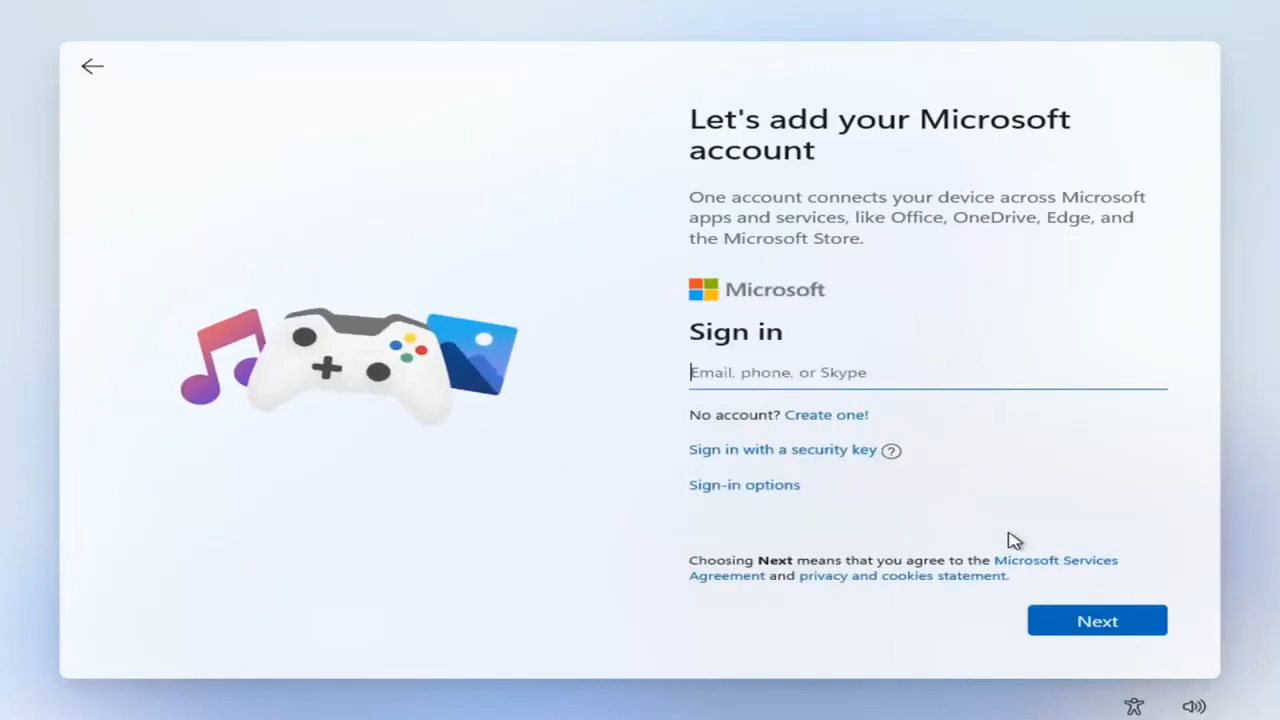 Let's add your Microsoft
account
One account connects your device across Microsoft
apps and services, like Office, OneDrive, Edge, and
the Microsoft Store.
Microsoft
Sign in
Email, phone, or Skype
No account? Create one!
Sign in with a security key ?
Sign-in options
Choosing Next means that you agree to the Microsoft Services
Agreement and privacy and cookies statement.
Next